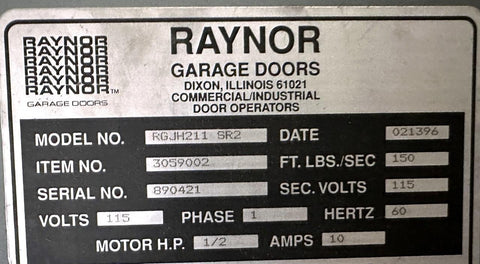 RAYNOR
RAYNOR
RAYNOR
RAYNOR
RAYNOR™
GARAGE DOORS
RAYNOR
GARAGE DOORS
DIXON, ILLINOIS 61021
COMMERCIAL/INDUSTRIAL
DOOR OPERATORS
MODEL NO. RGJH211 SR2 DATE 021396
ITEM NO. 3059002 FT. LBS./SEC 150
SERIAL NO. 890421 SEC. VOLTS 115
VOLTS 115 PHASE 1 HERTZ 60
MOTOR H.P. 1/2 AMPS 10